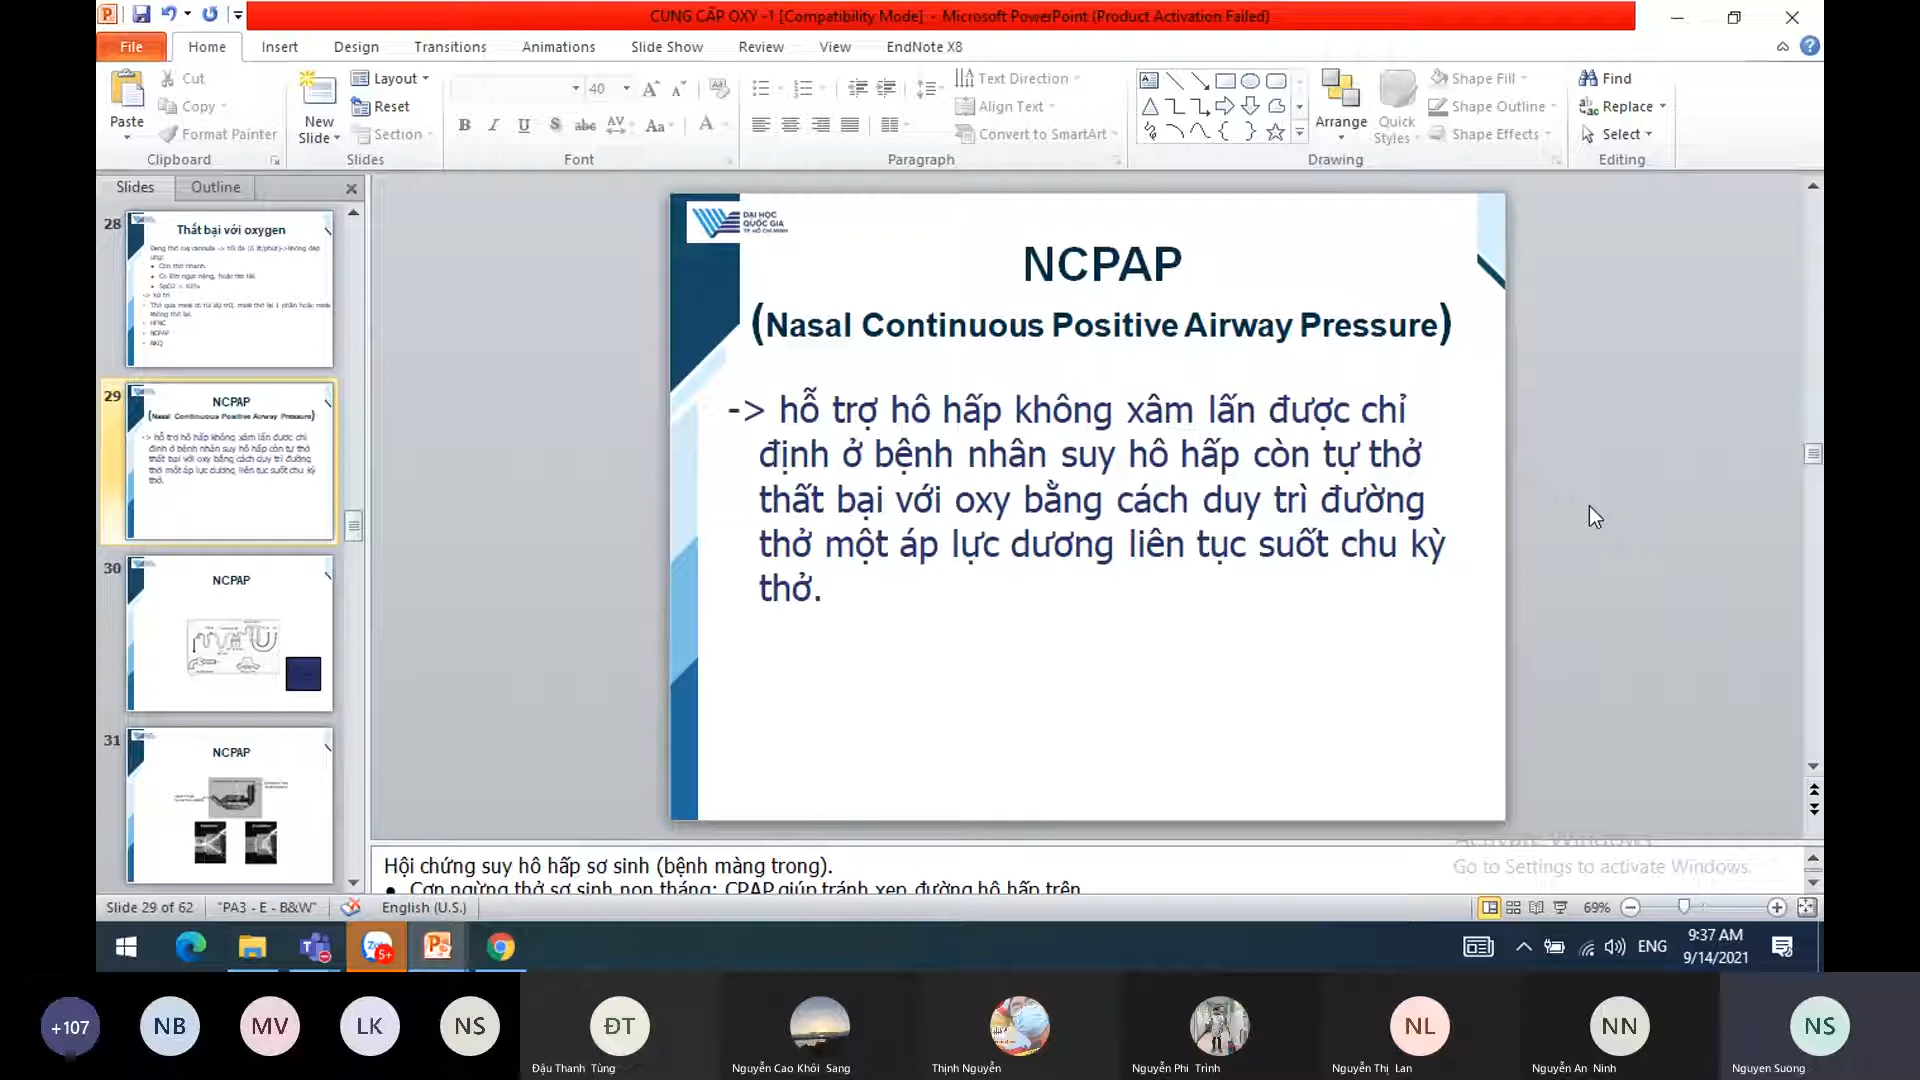 CUNG CẤP OXY -1 [Compatibility Mode] - Microsoft PowerPoint (Product Activation Failed)
File Home Insert Design Transitions Animations Slide Show Review View EndNote X8
Paste
Cut
Copy
Format Painter
Clipboard
New Slide
Layout
Reset
Section
Slides
40
Font
Text Direction
Align Text
Convert to SmartArt
Paragraph
Arrange
Quick Styles
Shape Fill
Shape Outline
Shape Effects
Drawing
Find
Replace
Select
Editing
Slides Outline
28
Thất bại với oxygen
29
NCPAP
(Nasal Continuous Positive Airway Pressure)
-> hỗ trợ hô hấp không xâm lấn được chỉ
định ở bệnh nhân suy hô hấp còn tự thở
thất bại với oxy bằng cách duy trì đường
thở một áp lực dương liên tục suốt chu kỳ
thở.
30
NCPAP
31
NCPAP
ĐẠI HỌC
QUỐC GIA
TP. HỒ CHÍ MINH
NCPAP
(Nasal Continuous Positive Airway Pressure)
-> hỗ trợ hô hấp không xâm lấn được chỉ
định ở bệnh nhân suy hô hấp còn tự thở
thất bại với oxy bằng cách duy trì đường
thở một áp lực dương liên tục suốt chu kỳ
thở.
Hội chứng suy hô hấp sơ sinh (bệnh màng trong).
• Cơn ngừng thở sơ sinh non tháng: CPAP giúp tránh xẹp đường hô hấp trên
Activate Windows
Go to Settings to activate Windows.
Slide 29 of 62 "PA3 - E - B&W" English (U.S.) 69%
5+
ENG
9:37 AM
9/14/2021
+107 NB MV LK NS ĐT NL NN NS
Đậu Thanh Tùng Nguyễn Cao Khôi Sang Thịnh Nguyễn Nguyễn Phi Trình Nguyễn Thị Lan Nguyễn An Ninh Nguyen Suong